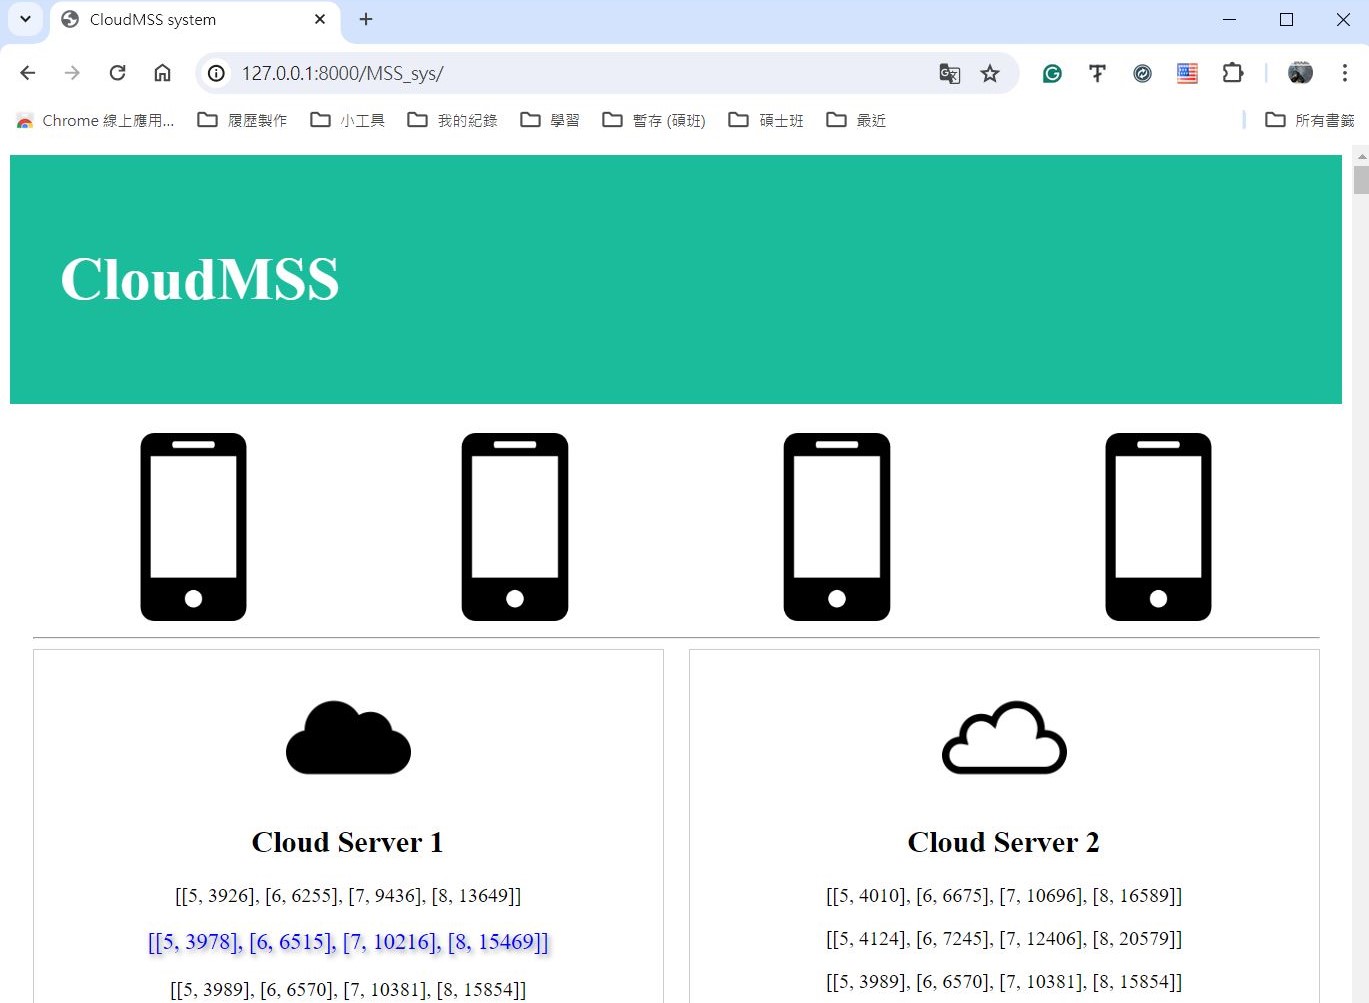 CloudMSS system
127.0.0.1:8000/MSS_sys/
Chrome 線上應用... 履歷製作 小工具 我的紀錄 學習 暫存 (碩班) 碩士班 最近 所有書籤
CloudMSS
Cloud Server 1
[[5, 3926], [6, 6255], [7, 9436], [8, 13649]]
[[5, 3978], [6, 6515], [7, 10216], [8, 15469]]
[[5, 3989], [6, 6570], [7, 10381], [8, 15854]]
Cloud Server 2
[[5, 4010], [6, 6675], [7, 10696], [8, 16589]]
[[5, 4124], [6, 7245], [7, 12406], [8, 20579]]
[[5, 3989], [6, 6570], [7, 10381], [8, 15854]]